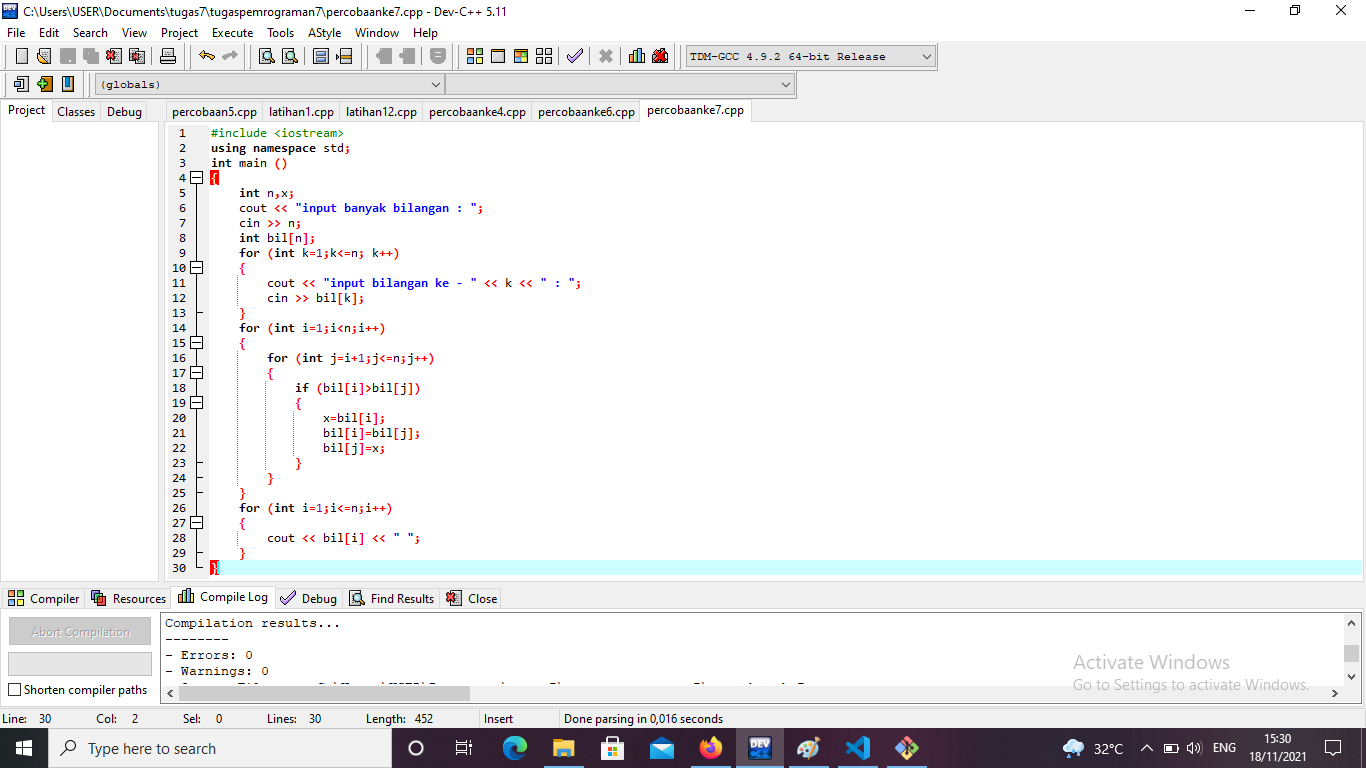 C:\Users\USER\Documents\tugas7\tugaspemrograman7\percobaanke7.cpp - Dev-C++ 5.11
File Edit Search View Project Execute Tools AStyle Window Help
TDM-GCC 4.9.2 64-bit Release
(globals)
Project Classes Debug percobaan5.cpp latihan1.cpp latihan12.cpp percobaanke4.cpp percobaanke6.cpp percobaanke7.cpp
1 #include <iostream>
2 using namespace std;
3 int main ()
4 {
5 int n,x;
6 cout << "input banyak bilangan : ";
7 cin >> n;
8 int bil[n];
9 for (int k=1;k<=n; k++)
10 {
11 cout << "input bilangan ke - " << k << " : ";
12 cin >> bil[k];
13 }
14 for (int i=1;i<n;i++)
15 {
16 for (int j=i+1;j<=n;j++)
17 {
18 if (bil[i]>bil[j])
19 {
20 x=bil[i];
21 bil[i]=bil[j];
22 bil[j]=x;
23 }
24 }
25 }
26 for (int i=1;i<=n;i++)
27 {
28 cout << bil[i] << " ";
29 }
30 }
Compiler Resources Compile Log Debug Find Results Close
Abort Compilation
Shorten compiler paths
Compilation results...
--------
- Errors: 0
- Warnings: 0
Activate Windows
Go to Settings to activate Windows.
Line: 30 Col: 2 Sel: 0 Lines: 30 Length: 452 Insert Done parsing in 0,016 seconds
Type here to search
DEV
32°C
ENG
15:30
18/11/2021